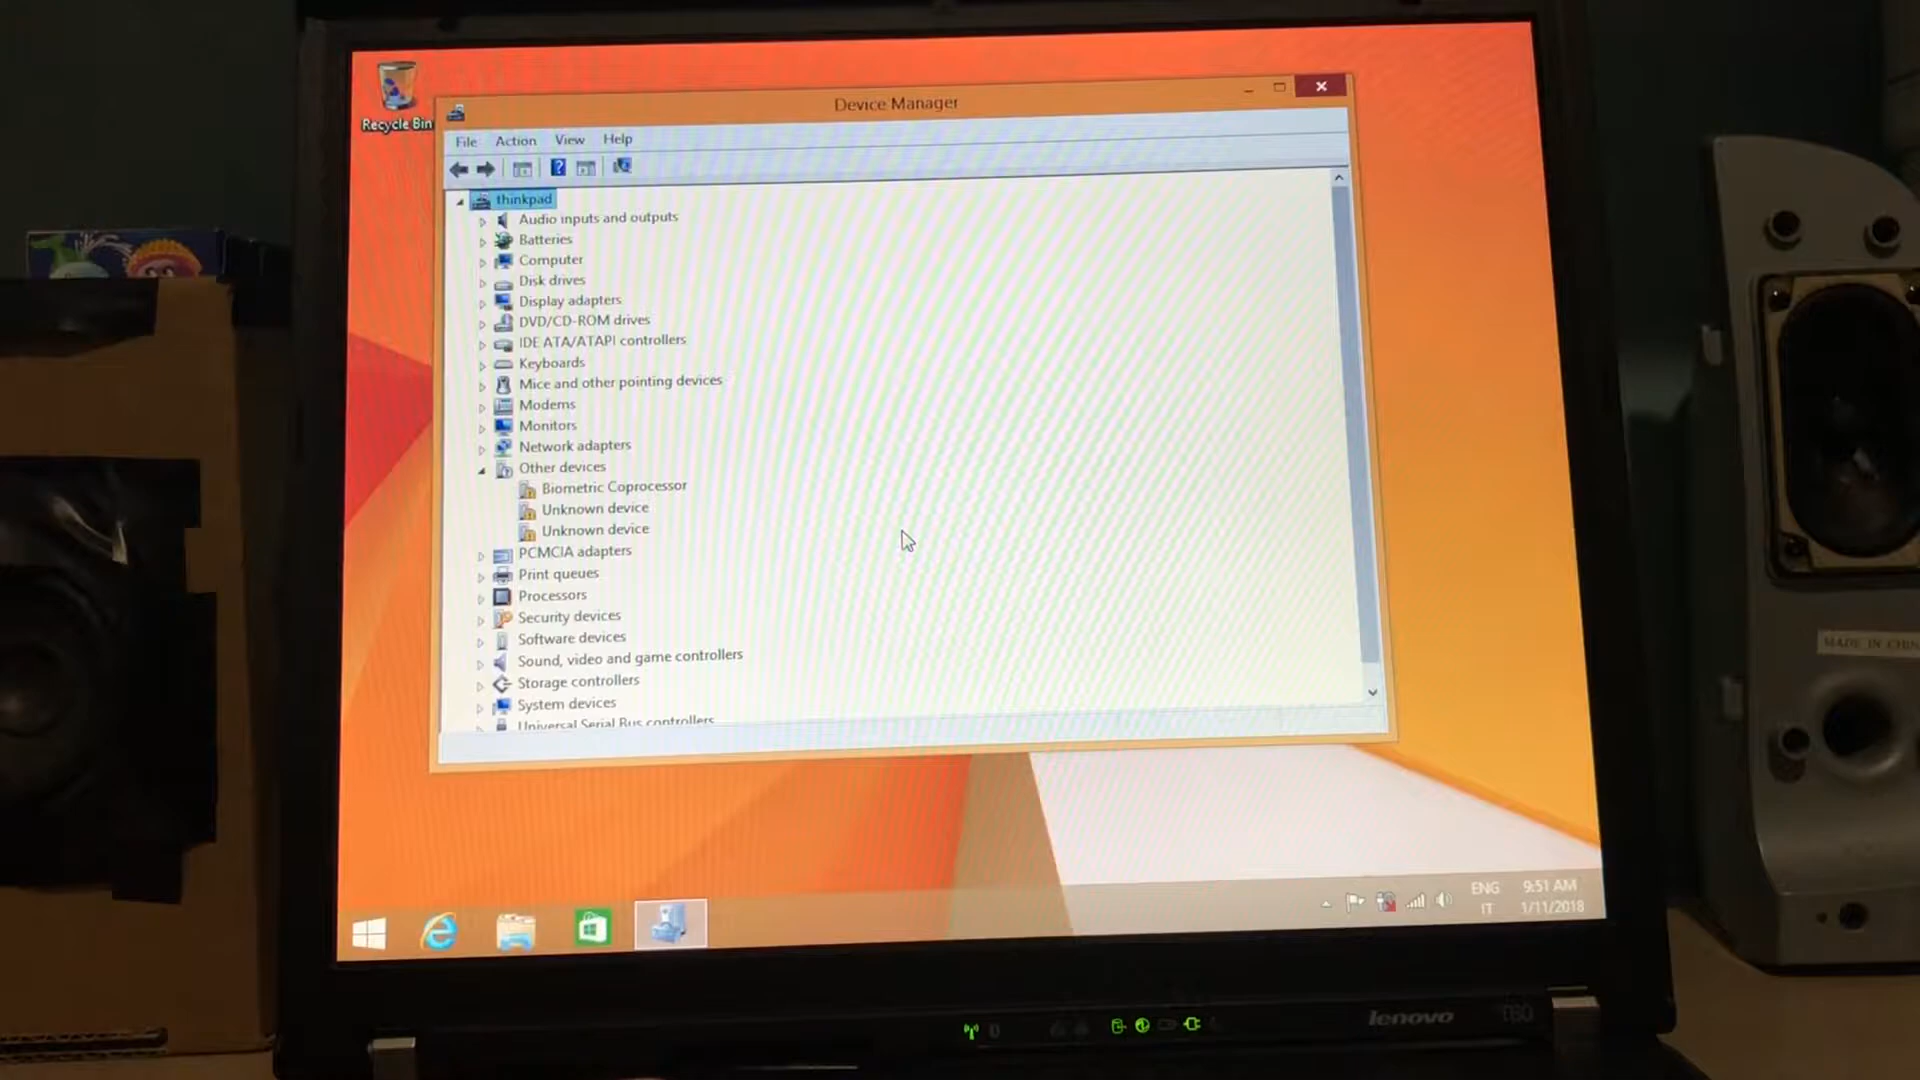 Recycle Bin
Device Manager
File Action View Help
thinkpad
Audio inputs and outputs
Batteries
Computer
Disk drives
Display adapters
DVD/CD-ROM drives
IDE ATA/ATAPI controllers
Keyboards
Mice and other pointing devices
Modems
Monitors
Network adapters
Other devices
Biometric Coprocessor
Unknown device
Unknown device
PCMCIA adapters
Print queues
Processors
Security devices
Software devices
Sound, video and game controllers
Storage controllers
System devices
Universal Serial Bus controllers
ENG
IT
9:51 AM
1/11/2018
MADE IN CHIN
lenovo